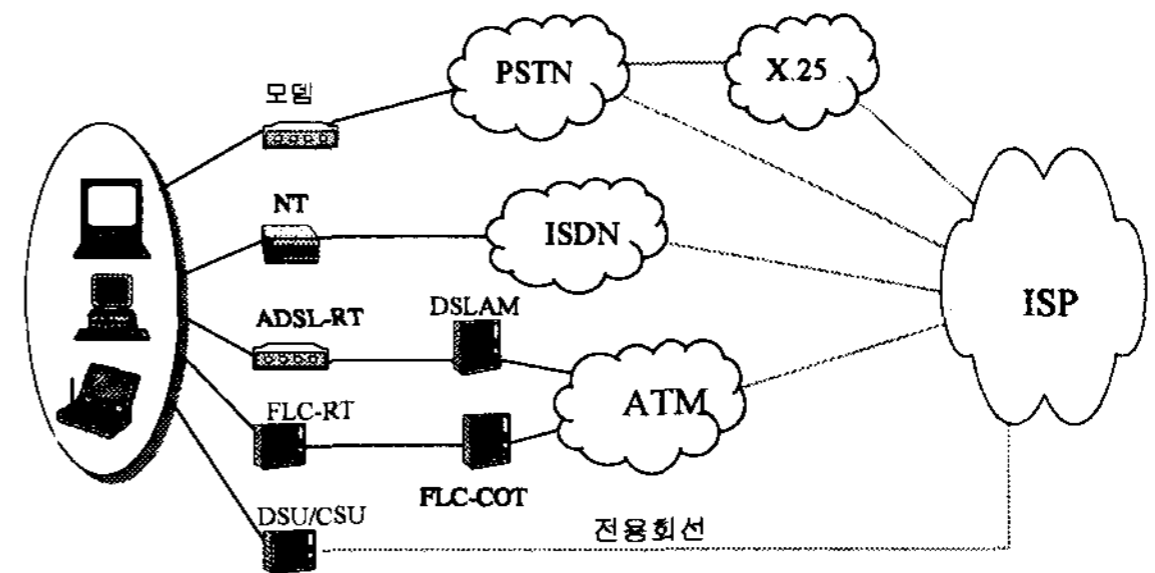 PSTN
X.25
모뎀
NT
ISDN
ISP
ADSL-RT
DSLAM
ATM
FLC-RT
FLC-COT
DSU/CSU
전용회선